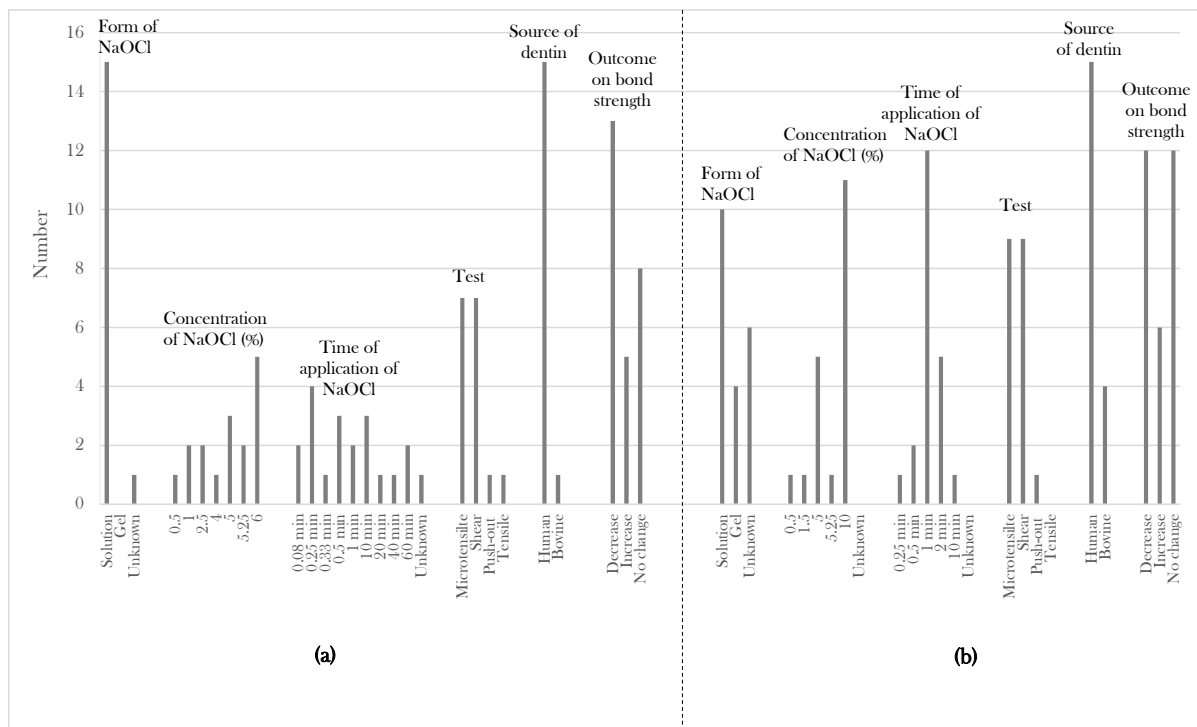 Number
16
14
12
10
8
6
4
2
0
Form of
NaOCl
Concentration
of NaOCl (%)
Time of
application of
NaOCl
Test
Source of
dentin
Outcome
on bond
strength
Solution
Gel
Unknown
0.5
1
2.5
4
5
5.25
6
0.08 min
0.25 min
0.33 min
0.5 min
1 min
10 min
20 min
40 min
60 min
Unknown
Microtensilte
Shear
Push-out
Tensile
Human
Bovine
Decrease
Increase
No change
(a)
Form of
NaOCl
Concentration
of NaOCl (%)
Time of
application of
NaOCl
Test
Source
of dentin
Outcome
on bond
strength
Solution
Gel
Unknown
0.5
1.5
5
5.25
10
Unknown
0.25 min
0.5 min
1 min
2 min
10 min
Unknown
Microtensilte
Shear
Push-out
Tensile
Human
Bovine
Decrease
Increase
No change
(b)